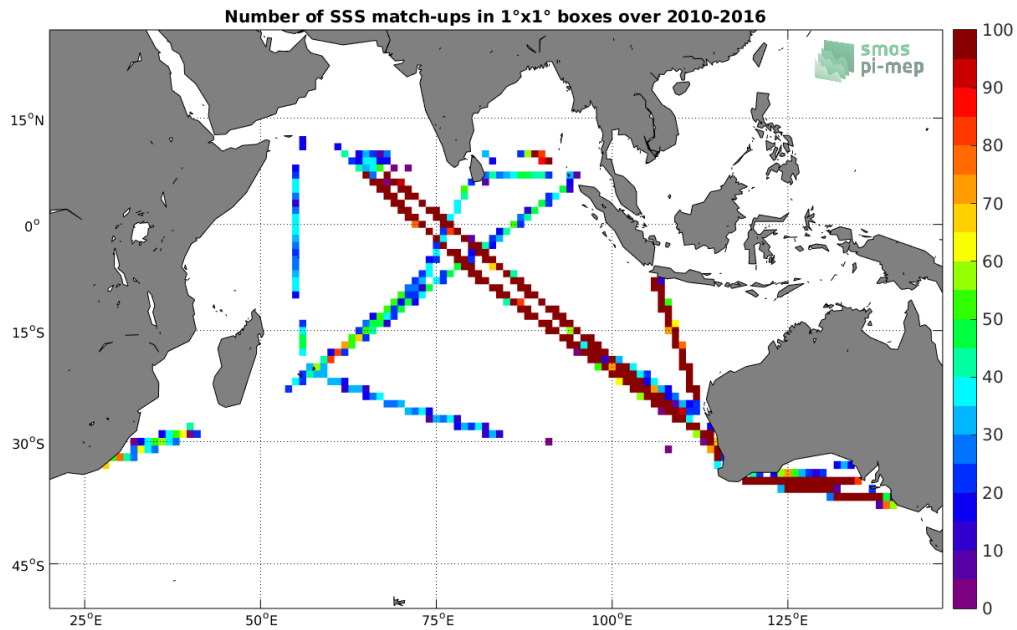 Number of SSS match-ups in 1°x1° boxes over 2010-2016
smos
pi-mep
15°N
0°
15°S
30°S
45°S
25°E
50°E
75°E
100°E
125°E
100
90
80
70
60
50
40
30
20
10
0